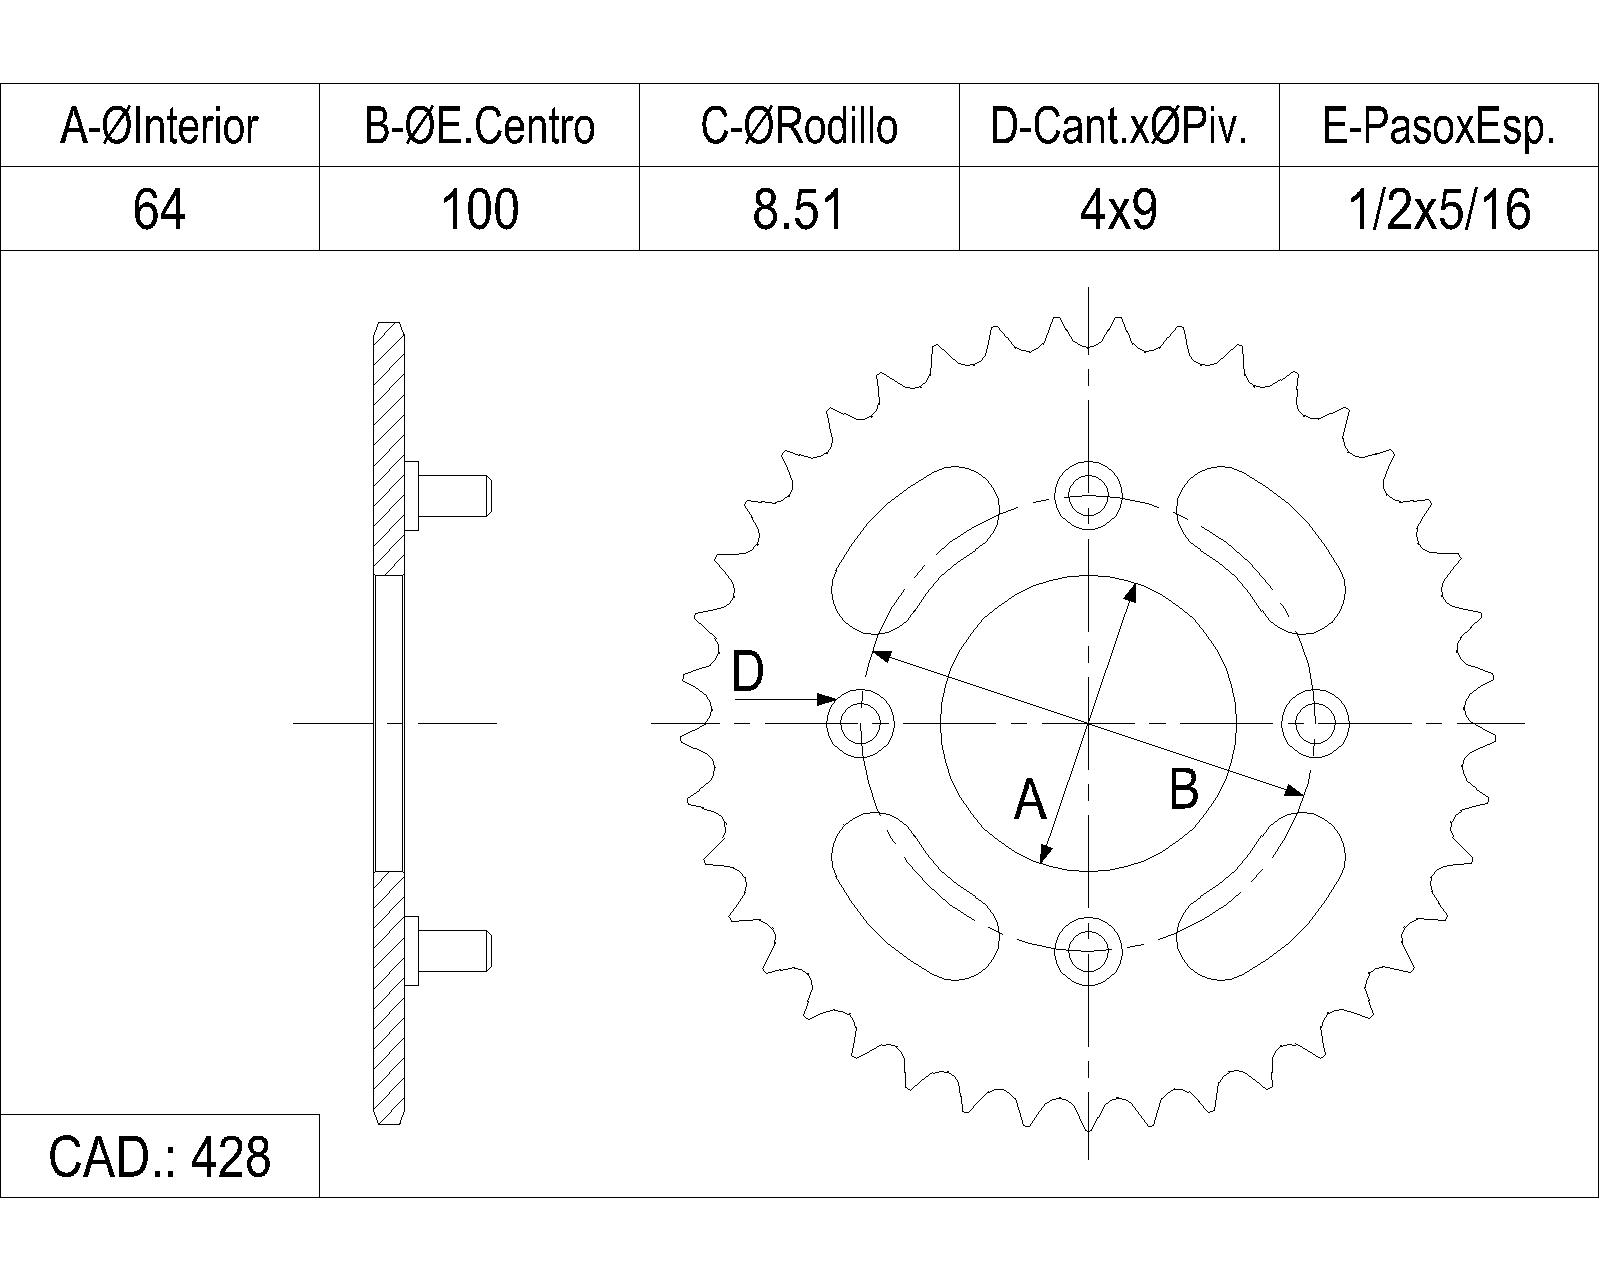 A-ØInterior B-ØE.Centro C-ØRodillo D-Cant.xØPiv. E-PasoxEsp.
64 100 8.51 4x9 1/2x5/16
D
A
B
CAD.: 428